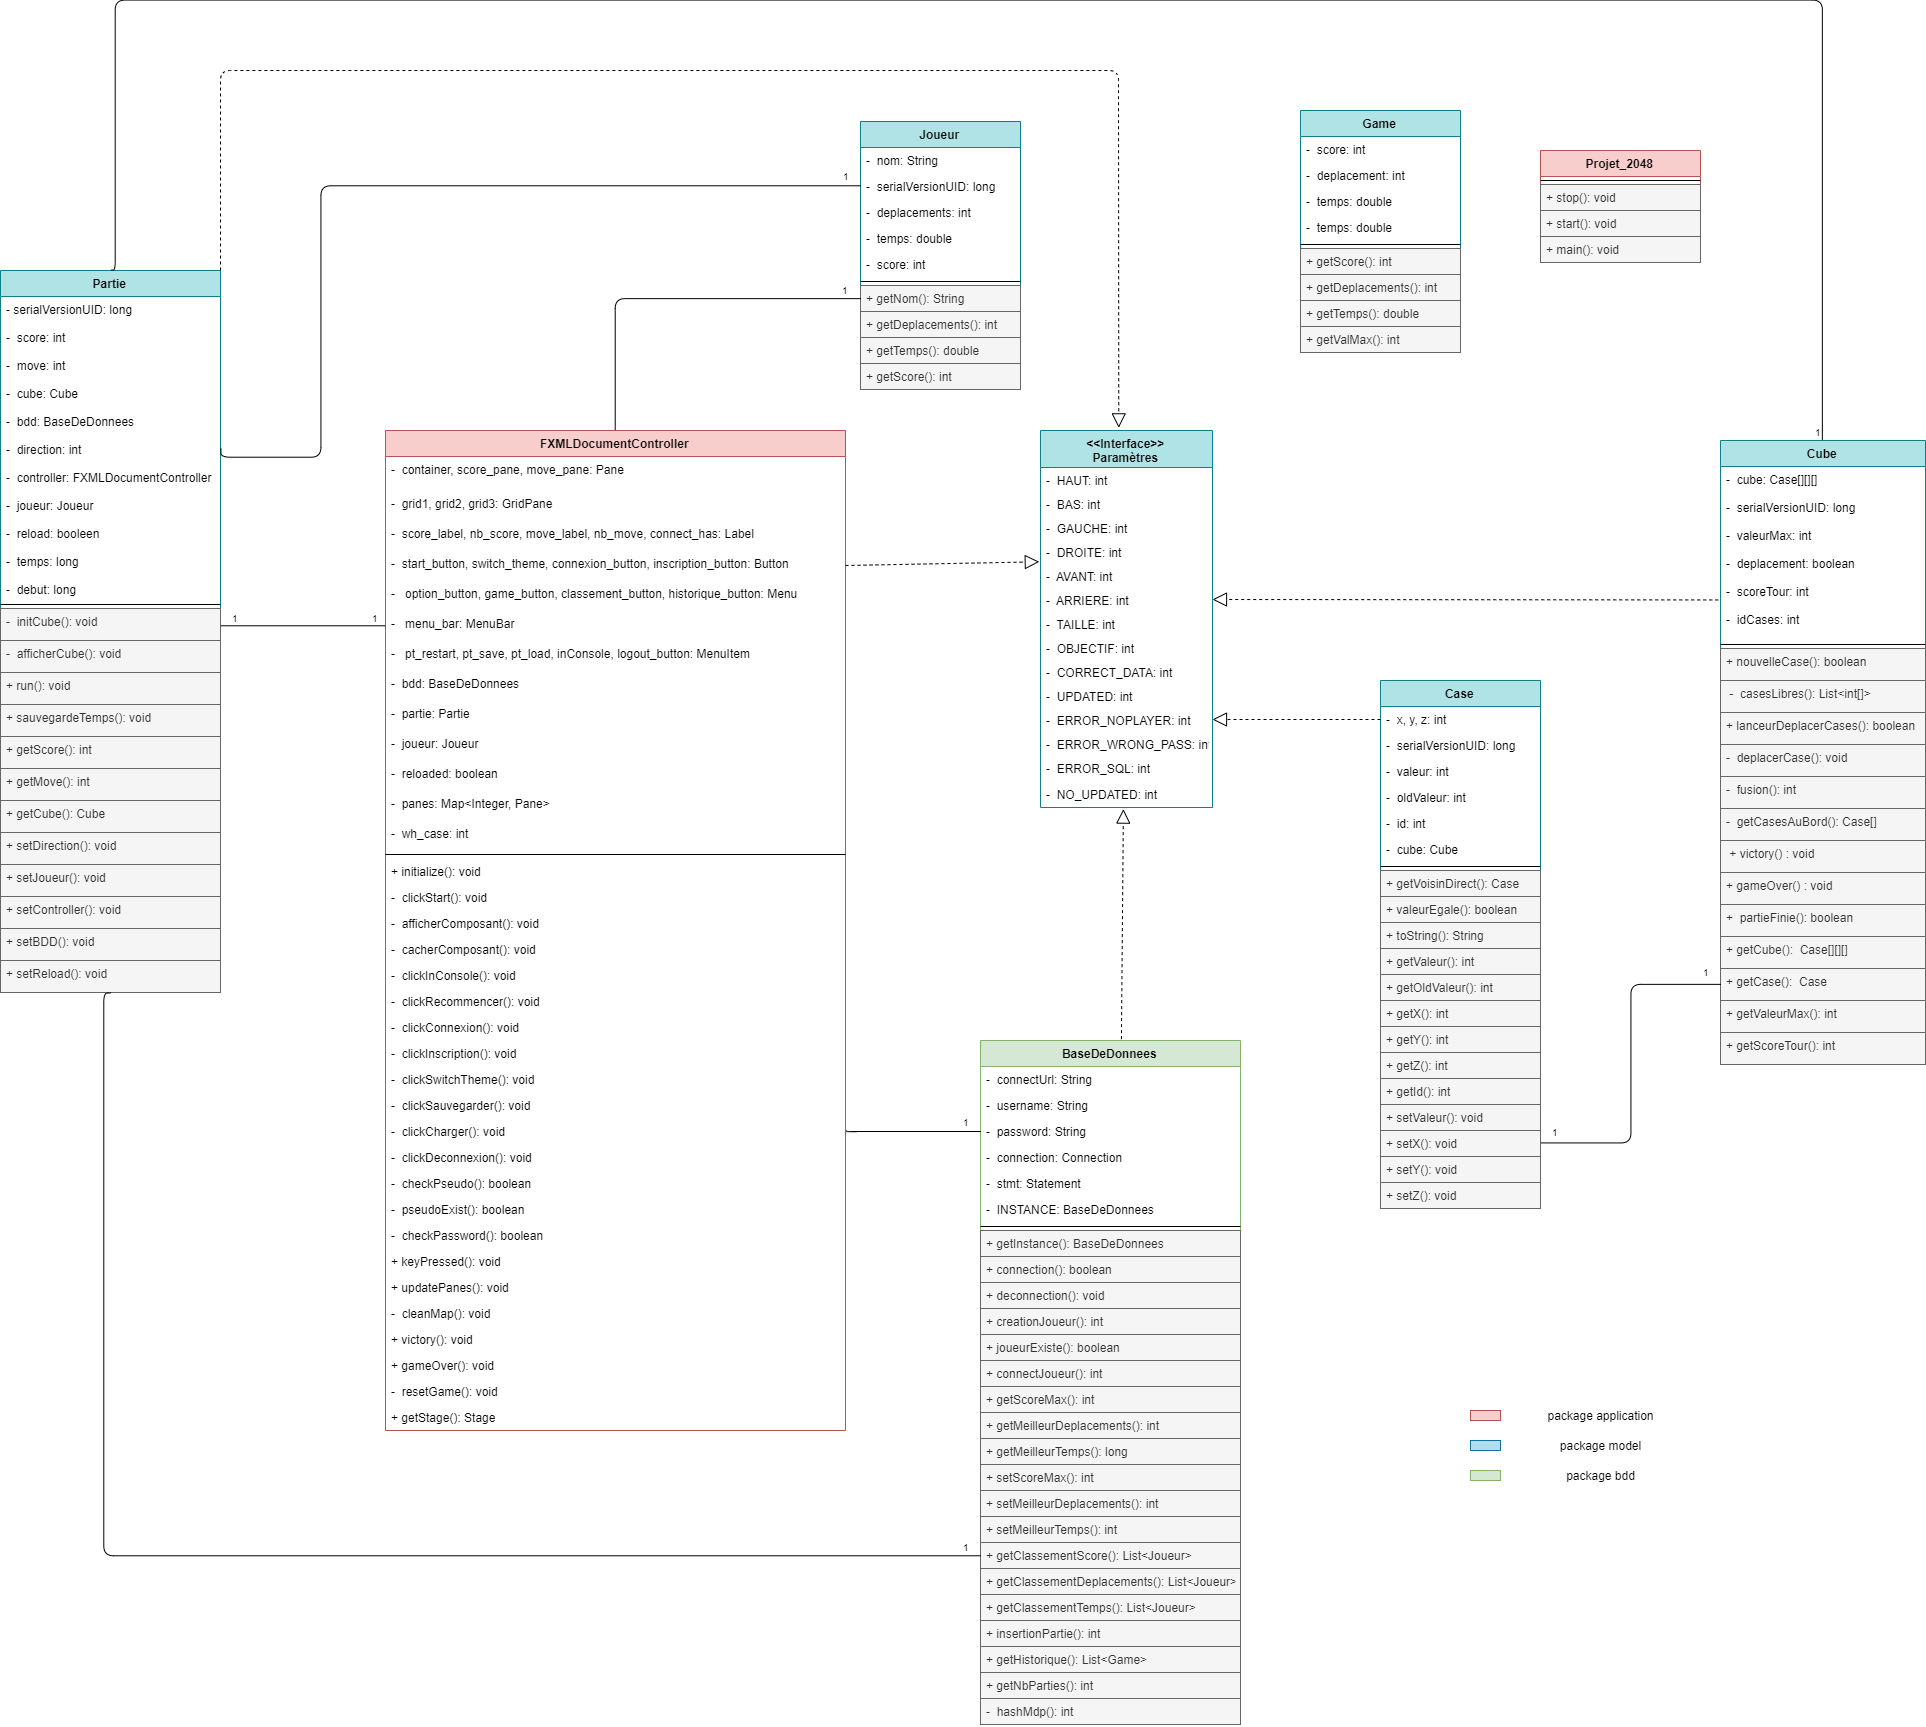 Joueur
- nom: String
1
- serialVersionUID: long
- deplacements: int
- temps: double
- score: int
1
+ getNom(): String
+ getDeplacements(): int
+ getTemps(): double
+ getScore(): int
Game
- score: int
- deplacement: int
- temps: double
- temps: double
+ getScore(): int
+ getDeplacements(): int
+ getTemps(): double
+ getValMax(): int
Projet_2048
+ stop(): void
+ start(): void
+ main(): void
Partie
- serialVersionUID: long
- score: int
- move: int
- cube: Cube
- bdd: BaseDeDonnees
- direction: int
- controller: FXMLDocumentController
- joueur: Joueur
- reload: booleen
- temps: long
- debut: long
- initCube(): void
- afficherCube(): void
+ run(): void
+ sauvegardeTemps(): void
+ getScore(): int
+ getMove(): int
+ getCube(): Cube
+ setDirection(): void
+ setJoueur(): void
+ setController(): void
+ setBDD(): void
+ setReload(): void
1
1
FXMLDocumentController
- container, score_pane, move_pane: Pane
- grid1, grid2, grid3: GridPane
- score_label, nb_score, move_label, nb_move, connect_has: Label
- start_button, switch_theme, connexion_button, inscription_button: Button
- option_button, game_button, classement_button, historique_button: Menu
- menu_bar: MenuBar
- pt_restart, pt_save, pt_load, inConsole, logout_button: MenuItem
- bdd: BaseDeDonnees
- partie: Partie
- joueur: Joueur
- reloaded: boolean
- panes: Map<Integer, Pane>
- wh_case: int
+ initialize(): void
- clickStart(): void
- afficherComposant(): void
- cacherComposant(): void
- clickInConsole(): void
- clickRecommencer(): void
- clickConnexion(): void
- clickInscription(): void
- clickSwitchTheme(): void
- clickSauvegarder(): void
- clickCharger(): void
- clickDeconnexion(): void
- checkPseudo(): boolean
- pseudoExist(): boolean
- checkPassword(): boolean
+ keyPressed(): void
+ updatePanes(): void
- cleanMap(): void
+ victory(): void
+ gameOver(): void
- resetGame(): void
+ getStage(): Stage
<<Interface>>
Paramètres
- HAUT: int
- BAS: int
- GAUCHE: int
- DROITE: int
- AVANT: int
- ARRIERE: int
- TAILLE: int
- OBJECTIF: int
- CORRECT_DATA: int
- UPDATED: int
- ERROR_NOPLAYER: int
- ERROR_WRONG_PASS: in
- ERROR_SQL: int
- NO_UPDATED: int
1
Cube
- cube: Case[][][]
- serialVersionUID: long
- valeurMax: int
- deplacement: boolean
- scoreTour: int
- idCases: int
+ nouvelleCase(): boolean
- casesLibres(): List<int[]>
+ lanceurDeplacerCases(): boolean
- deplacerCase(): void
- fusion(): int
- getCasesAuBord(): Case[]
+ victory() : void
+ gameOver() : void
+ partieFinie(): boolean
+ getCube(): Case[][][]
+ getCase(): Case
+ getValeurMax(): int
+ getScoreTour(): int
1
Case
- x, y, z: int
- serialVersionUID: long
- valeur: int
- oldValeur: int
- id: int
- cube: Cube
+ getVoisinDirect(): Case
+ valeurEgale(): boolean
+ toString(): String
+ getValeur(): int
+ getOldValeur(): int
+ getX(): int
+ getY(): int
+ getZ(): int
+ getId(): int
+ setValeur(): void
+ setX(): void
+ setY(): void
+ setZ(): void
1
BaseDeDonnees
- connectUrl: String
- username: String
1
- password: String
- connection: Connection
- stmt: Statement
- INSTANCE: BaseDeDonnees
+ getInstance(): BaseDeDonnees
+ connection(): boolean
+ deconnection(): void
+ creationJoueur(): int
+ joueurExiste(): boolean
+ connectJoueur(): int
+ getScoreMax(): int
+ getMeilleurDeplacements(): int
+ getMeilleurTemps(): long
+ setScoreMax(): int
+ setMeilleurDeplacements(): int
+ setMeilleurTemps(): int
1
+ getClassementScore(): List<Joueur>
+ getClassementDeplacements(): List<Joueur>
+ getClassementTemps(): List<Joueur>
+ insertionPartie(): int
+ getHistorique(): List<Game>
+ getNbParties(): int
- hashMdp(): int
package application
package model
package bdd